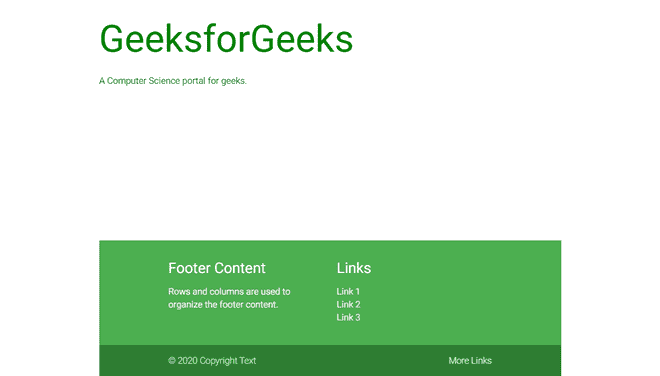 GeeksforGeeks
A Computer Science portal for geeks.
Footer Content
Rows and columns are used to
organize the footer content.
Links
Link 1
Link 2
Link 3
© 2020 Copyright Text
More Links